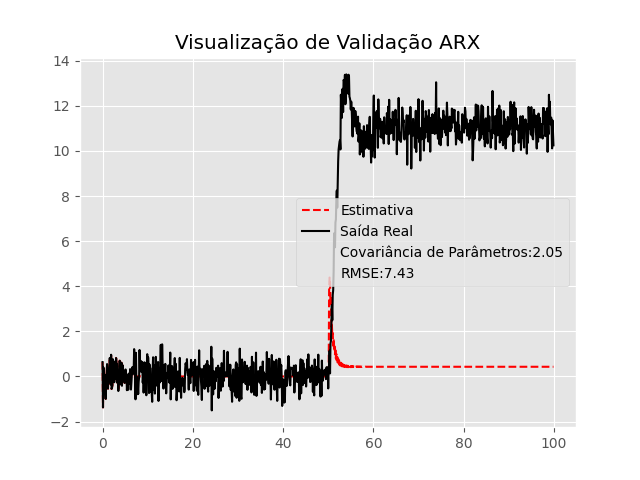 Visualização de Validação ARX
14
12
10
8
6
4
2
0
−2
Estimativa
Saída Real
Covariância de Parâmetros:2.05
RMSE:7.43
0 20 40 60 80 100